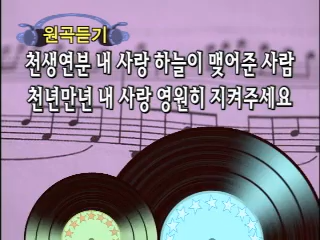 원곡듣기
천생연분 내 사랑 하늘이 맺어준 사람
천년만년 내 사랑 영원히 지켜주세요